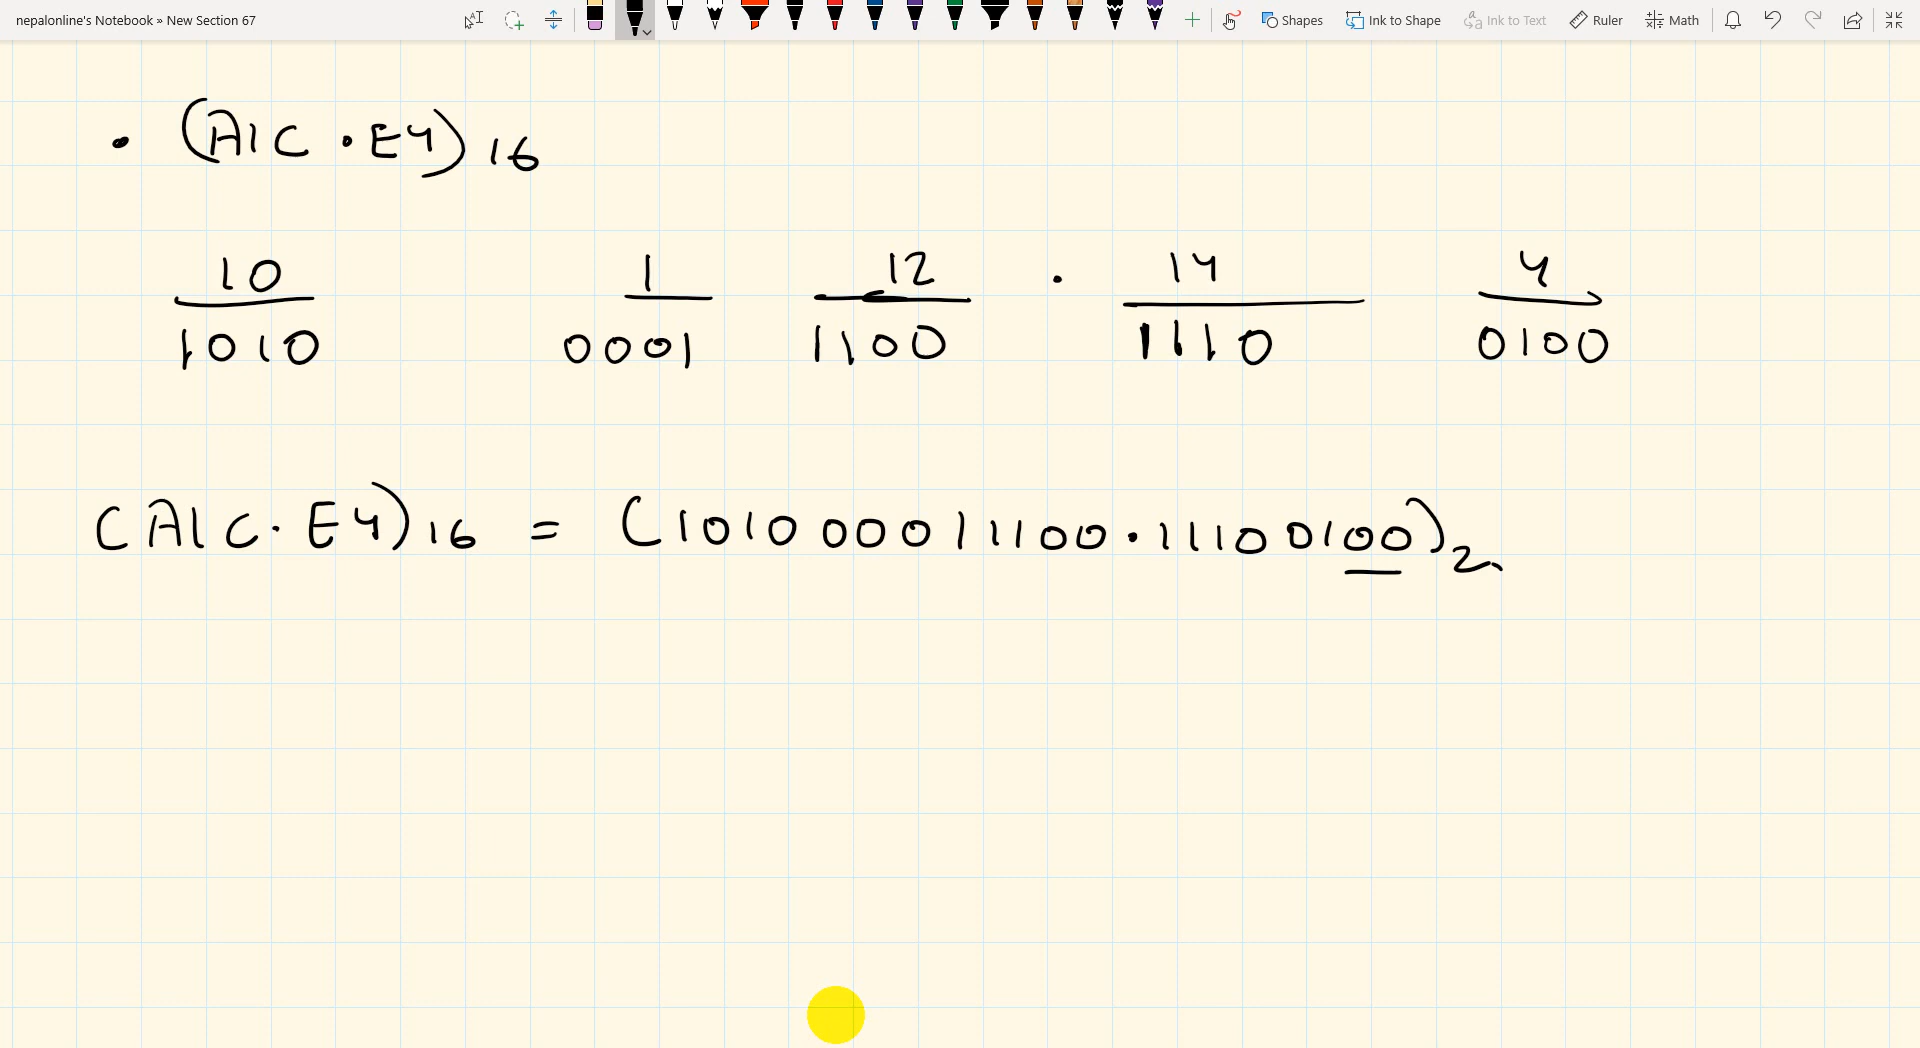 nepalonline's Notebook » New Section 67 Shapes Ink to Shape Ink to Text Ruler Math
• (A1C.E4)16
10 1 12 . 14 4
1010 0001 1100 1110 0100
(A1C.E4)16 = (101000011100.11100100)2